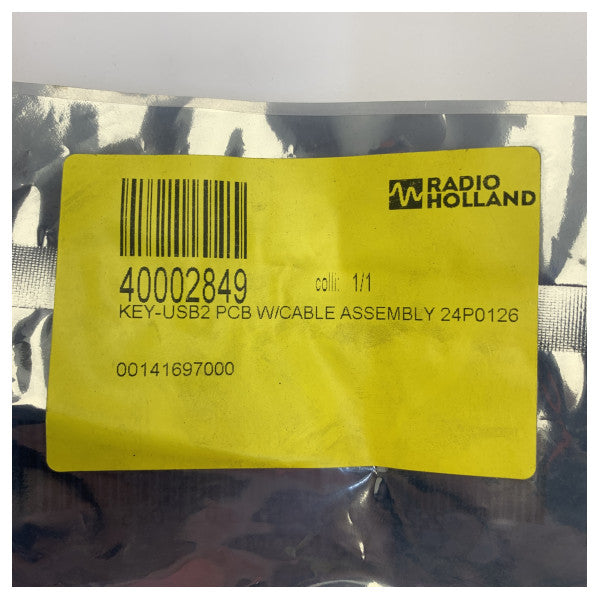 RADIO
HOLLAND
40002849 colli: 1/1
KEY-USB2 PCB W/CABLE ASSEMBLY 24P0126
00141697000